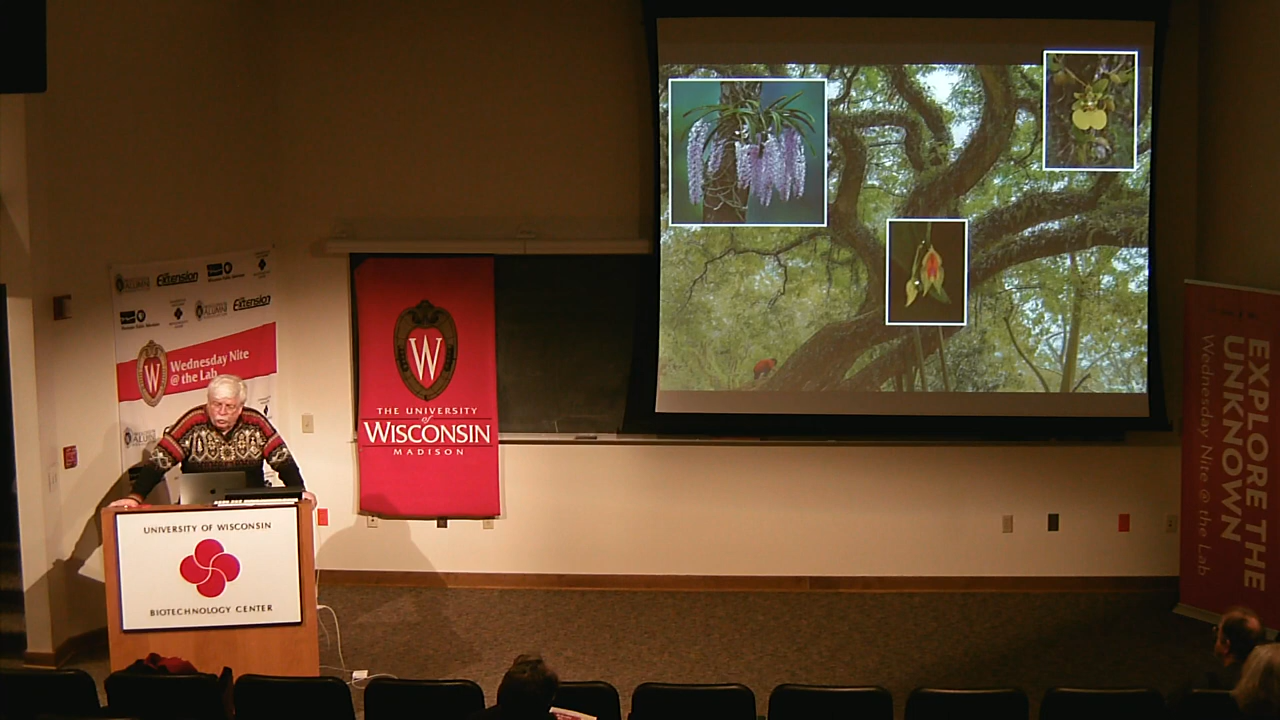 Extension
Extension
Wednesday Nite
@ the Lab
W
THE UNIVERSITY
of
WISCONSIN
MADISON
UNIVERSITY OF WISCONSIN
BIOTECHNOLOGY CENTER
EXPLORE THE
UNKNOWN
Wednesday Nite @ the Lab